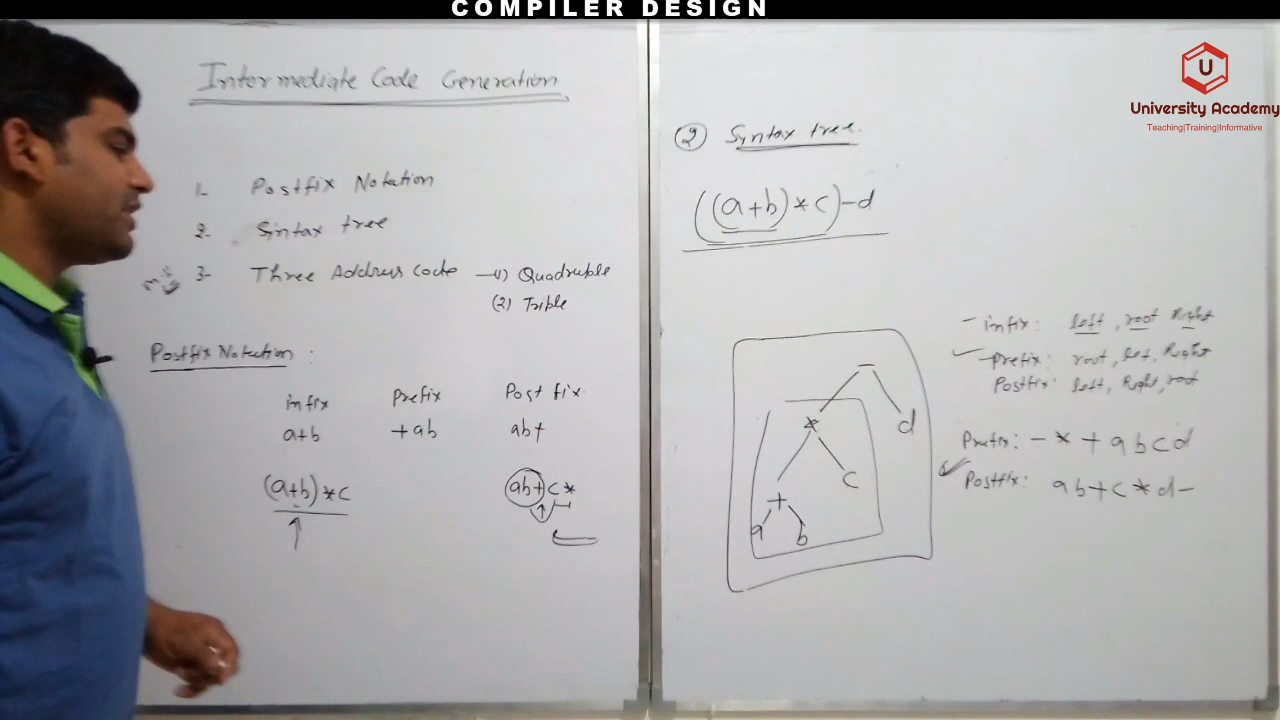 COMPILER DESIGN
U
University Academy
Teaching|Training|Informative
Intermediate Code Generation
1- Postfix Notation
2- Sintax tree
3- Three Address Code → (1) Quadruple
(2) Triple
Postfix Notation :
infix Prefix Post fix
a+b +ab ab+
(a+b)*c ab+c*
(2) Syntax tree.
((a+b)*c)-d
-
* d
+ c
a b
- infix: left, root Right
- Prefix: root, left, Right
Postfix: left, Right, root
Prefix: - * + a b c d
Postfix: a b + c * d -